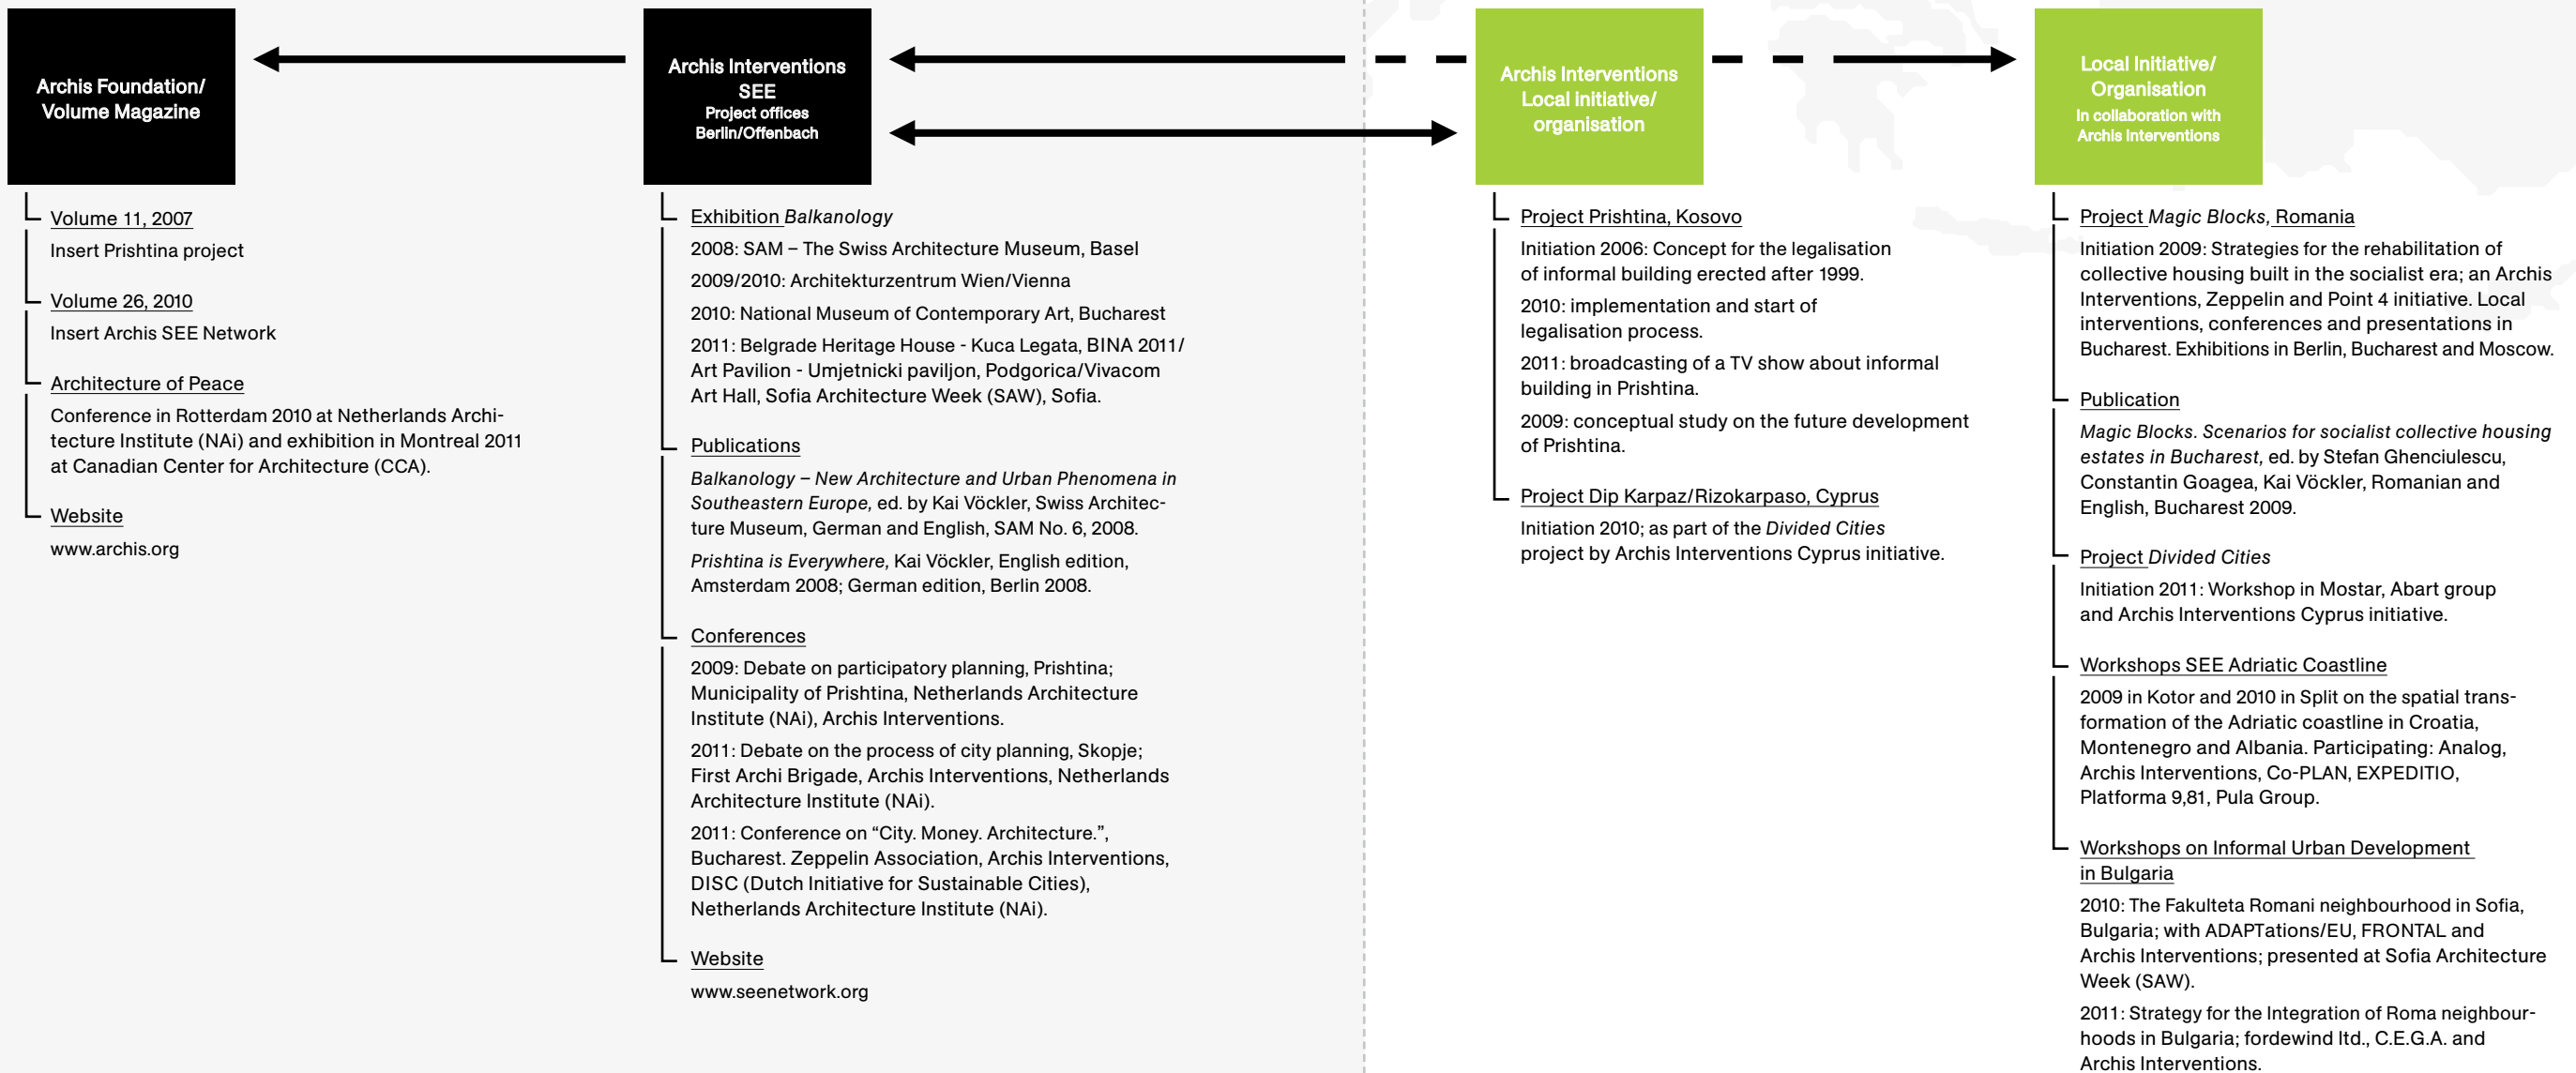 Archis Foundation/
Volume Magazine
Volume 11, 2007
Insert Prishtina project
Volume 26, 2010
Insert Archis SEE Network
Architecture of Peace
Conference in Rotterdam 2010 at Netherlands Archi-
tecture Institute (NAi) and exhibition in Montreal 2011
at Canadian Center for Architecture (CCA).
Website
www.archis.org
Archis Interventions
SEE
Project offices
Berlin/Offenbach
Exhibition Balkanology
2008: SAM – The Swiss Architecture Museum, Basel
2009/2010: Architekturzentrum Wien/Vienna
2010: National Museum of Contemporary Art, Bucharest
2011: Belgrade Heritage House - Kuca Legata, BINA 2011/
Art Pavilion - Umjetnicki paviljon, Podgorica/Vivacom
Art Hall, Sofia Architecture Week (SAW), Sofia.
Publications
Balkanology – New Architecture and Urban Phenomena in
Southeastern Europe, ed. by Kai Vöckler, Swiss Architec-
ture Museum, German and English, SAM No. 6, 2008.
Prishtina is Everywhere, Kai Vöckler, English edition,
Amsterdam 2008; German edition, Berlin 2008.
Conferences
2009: Debate on participatory planning, Prishtina;
Municipality of Prishtina, Netherlands Architecture
Institute (NAi), Archis Interventions.
2011: Debate on the process of city planning, Skopje;
First Archi Brigade, Archis Interventions, Netherlands
Architecture Institute (NAi).
2011: Conference on “City. Money. Architecture.”,
Bucharest. Zeppelin Association, Archis Interventions,
DISC (Dutch Initiative for Sustainable Cities),
Netherlands Architecture Institute (NAi).
Website
www.seenetwork.org
Archis Interventions
Local initiative/
organisation
Project Prishtina, Kosovo
Initiation 2006: Concept for the legalisation
of informal building erected after 1999.
2010: implementation and start of
legalisation process.
2011: broadcasting of a TV show about informal
building in Prishtina.
2009: conceptual study on the future development
of Prishtina.
Project Dip Karpaz/Rizokarpaso, Cyprus
Initiation 2010; as part of the Divided Cities
project by Archis Interventions Cyprus initiative.
Local Initiative/
Organisation
In collaboration with
Archis Interventions
Project Magic Blocks, Romania
Initiation 2009: Strategies for the rehabilitation of
collective housing built in the socialist era; an Archis
Interventions, Zeppelin and Point 4 initiative. Local
interventions, conferences and presentations in
Bucharest. Exhibitions in Berlin, Bucharest and Moscow.
Publication
Magic Blocks. Scenarios for socialist collective housing
estates in Bucharest, ed. by Stefan Ghenciulescu,
Constantin Goagea, Kai Vöckler, Romanian and
English, Bucharest 2009.
Project Divided Cities
Initiation 2011: Workshop in Mostar, Abart group
and Archis Interventions Cyprus initiative.
Workshops SEE Adriatic Coastline
2009 in Kotor and 2010 in Split on the spatial trans-
formation of the Adriatic coastline in Croatia,
Montenegro and Albania. Participating: Analog,
Archis Interventions, Co-PLAN, EXPEDITIO,
Platforma 9,81, Pula Group.
Workshops on Informal Urban Development
in Bulgaria
2010: The Fakulteta Romani neighbourhood in Sofia,
Bulgaria; with ADAPTations/EU, FRONTAL and
Archis Interventions; presented at Sofia Architecture
Week (SAW).
2011: Strategy for the Integration of Roma neighbour-
hoods in Bulgaria; fordewind ltd., C.E.G.A. and
Archis Interventions.